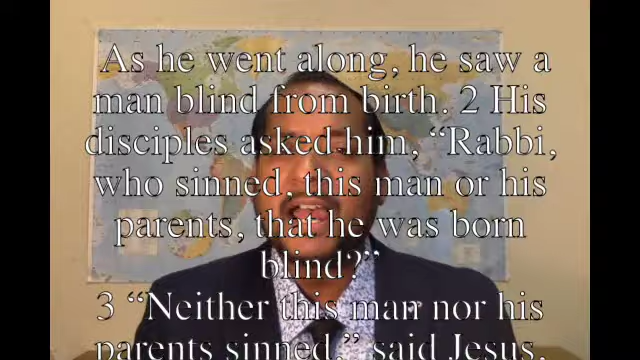 As he went along, he saw a
man blind from birth. 2 His
disciples asked him, “Rabbi,
who sinned, this man or his
parents, that he was born
blind?”
3 “Neither this man nor his
parents sinned,” said Jesus,